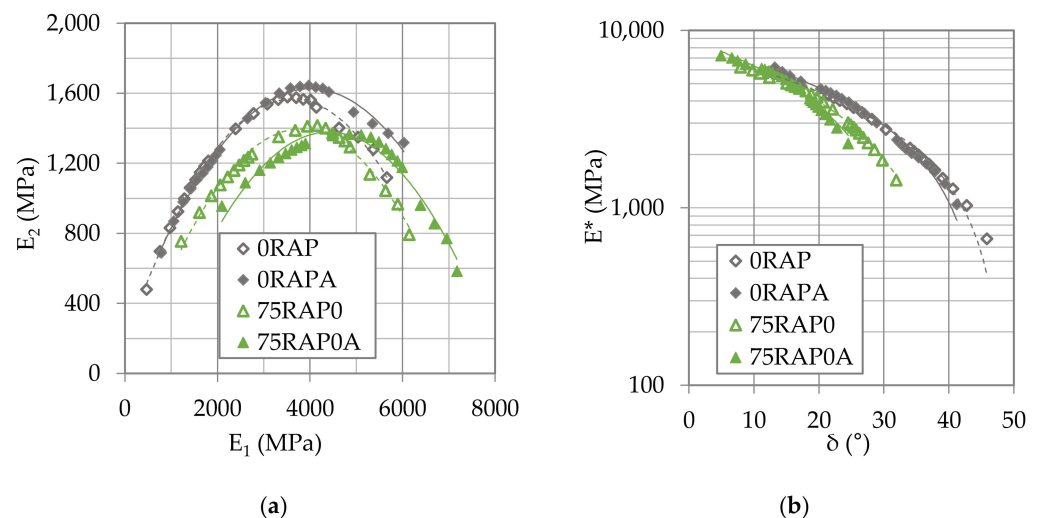 2,000
1,600
1,200
800
400
0
E₂ (MPa)
0RAP
0RAPA
75RAP0
75RAP0A
0 2000 4000 6000 8000
E₁ (MPa)
(a)
10,000
1,000
100
E* (MPa)
0RAP
0RAPA
75RAP0
75RAP0A
0 10 20 30 40 50
δ (°)
(b)